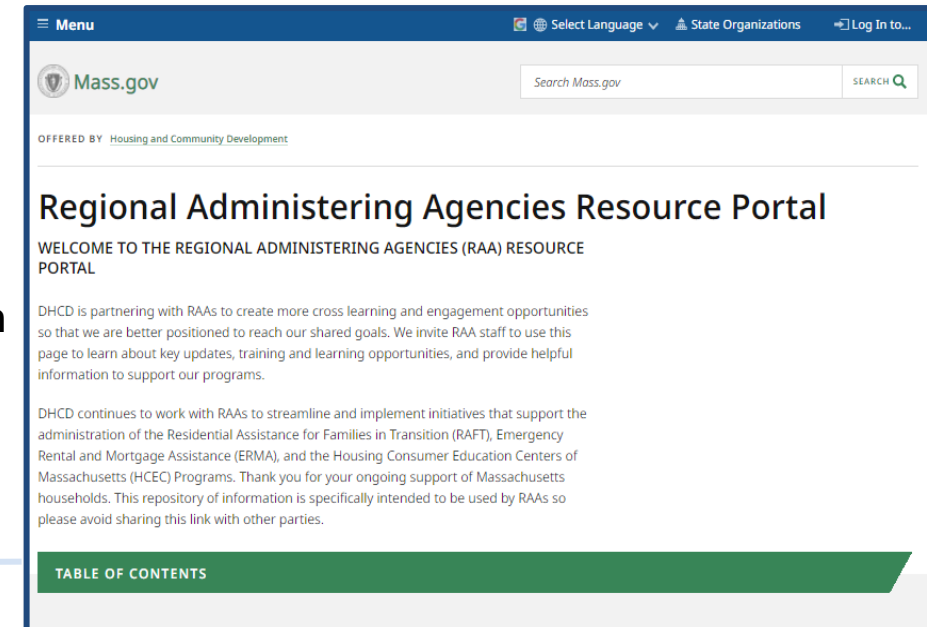 Menu
Select Language
State Organizations
Log In to...
Mass.gov
Search Mass.gov
SEARCH
OFFERED BY Housing and Community Development
Regional Administering Agencies Resource Portal
WELCOME TO THE REGIONAL ADMINISTERING AGENCIES (RAA) RESOURCE
PORTAL
DHCD is partnering with RAAs to create more cross learning and engagement opportunities
so that we are better positioned to reach our shared goals. We invite RAA staff to use this
page to learn about key updates, training and learning opportunities, and provide helpful
information to support our programs.
DHCD continues to work with RAAs to streamline and implement initiatives that support the
administration of the Residential Assistance for Families in Transition (RAFT), Emergency
Rental and Mortgage Assistance (ERMA), and the Housing Consumer Education Centers of
Massachusetts (HCEC) Programs. Thank you for your ongoing support of Massachusetts
households. This repository of information is specifically intended to be used by RAAs so
please avoid sharing this link with other parties.
TABLE OF CONTENTS